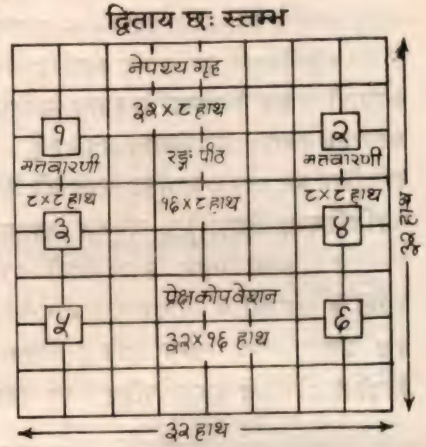 द्विताय छः स्तम्भ
नेपथ्य गृह
३२ × ८ हाथ
१ २
मत्तवारणी रङ्गः पीठ मत्तवारणी
८×८ हाथ १६×८ हाथ ८×८ हाथ
३ ४
३२ हाथ
प्रेक्षकोपवेशन
५ ६
३२×१६ हाथ
३२ हाथ